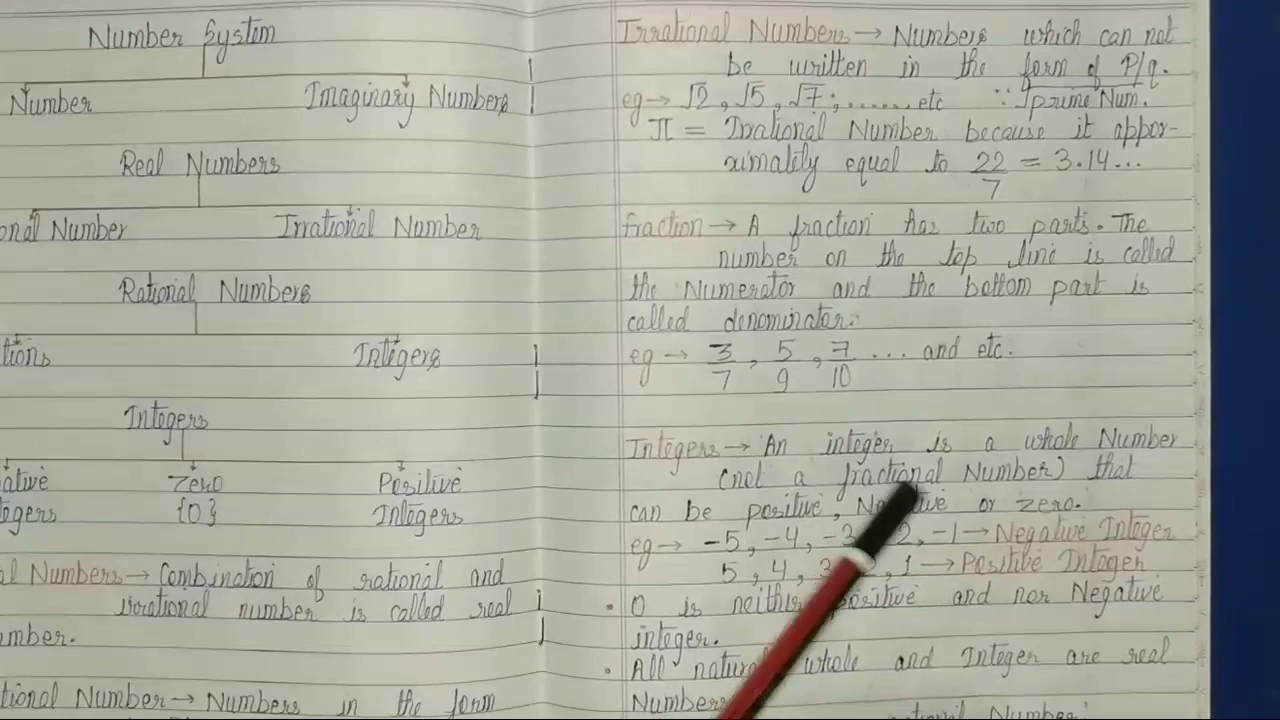 Number System
Number Imaginary Numbers
Real Numbers
Number Irrational Number
Rational Numbers
Integers
Integers
Zero Positive
{0} Integers
Numbers → Combination of rational and
irrational number is called real
Number → Numbers in the form
Irrational Numbers → Numbers which can not
be written in the form of P/q.
eg → √2, √5, √7, ...... etc ∵ √prime Num.
π = Irrational Number because it appor-
ximatily equal to 22/7 = 3.14...
fraction → A fraction has two parts. The
number on the top line is called
the Numerator and the bottom part is
called denominator.
eg → 3/7, 5/9, 7/10 ... and etc.
Integers → An integer is a whole Number
(not a fractional Number) that
can be positive, or zero.
eg → -5, -4, -3 2, -1 → Negative Integer
5, 4, 3 , 1 → Positive Integer
• 0 is neither positive and nor Negative
integer.
• All natural whole and Integer are real
Numbers